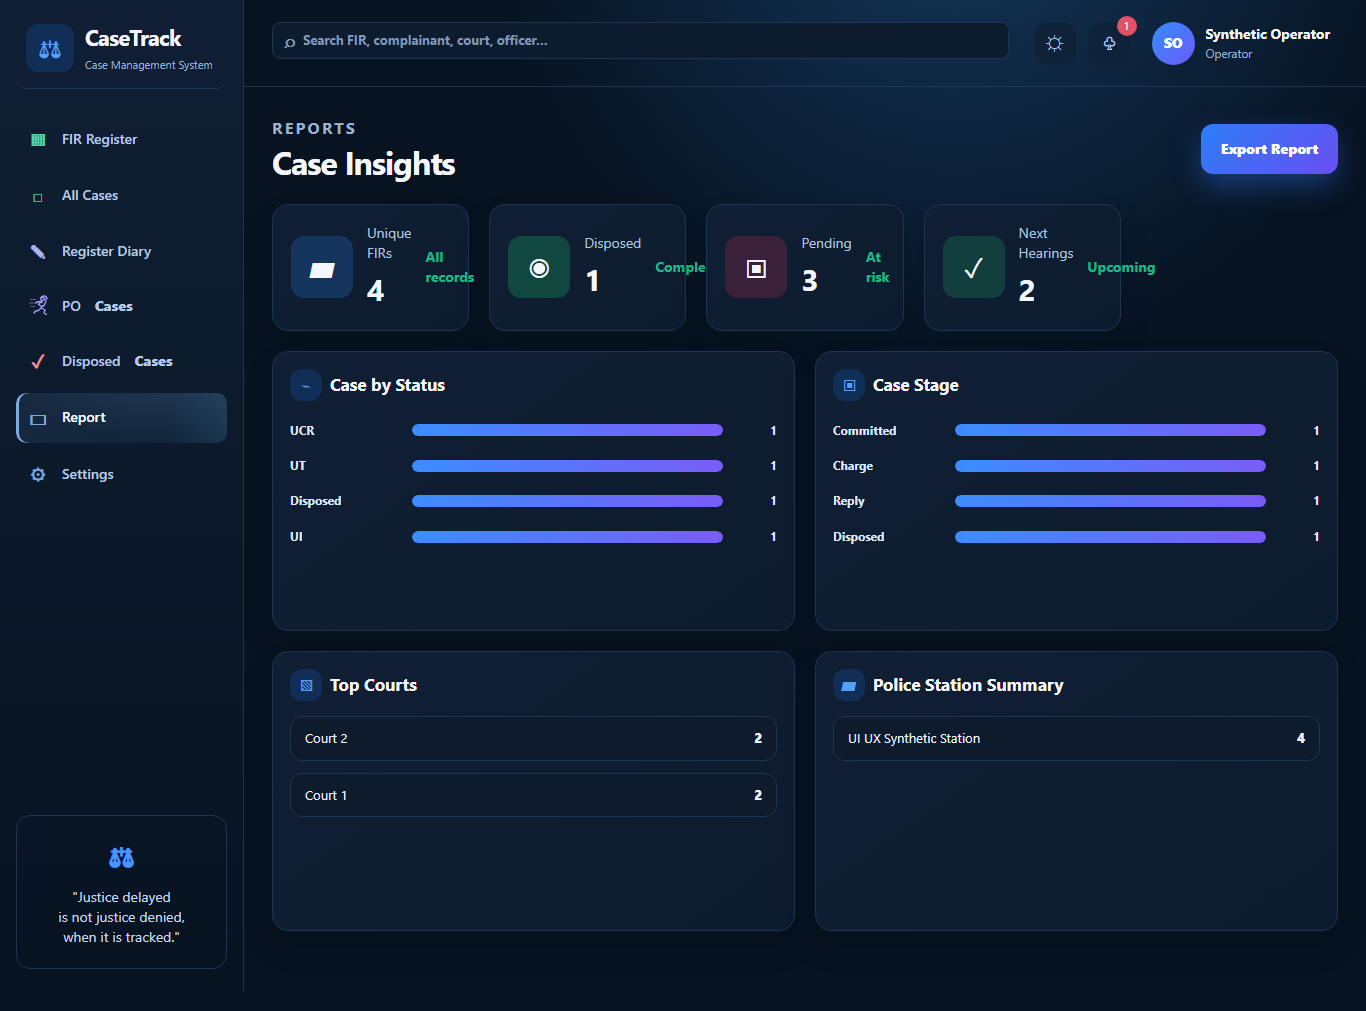 CaseTrack
Case Management System
Search FIR, complainant, court, officer...
1
SO
Synthetic Operator
Operator
FIR Register
All Cases
Register Diary
PO Cases
Disposed Cases
Report
Settings
"Justice delayed
is not justice denied,
when it is tracked."
REPORTS
Case Insights
Export Report
Unique
FIRs
4
All
records
Disposed
1
Comple
Pending
3
At
risk
Next
Hearings
2
Upcoming
Case by Status
UCR 1
UT 1
Disposed 1
UI 1
Case Stage
Committed 1
Charge 1
Reply 1
Disposed 1
Top Courts
Court 2 2
Court 1 2
Police Station Summary
UI UX Synthetic Station 4